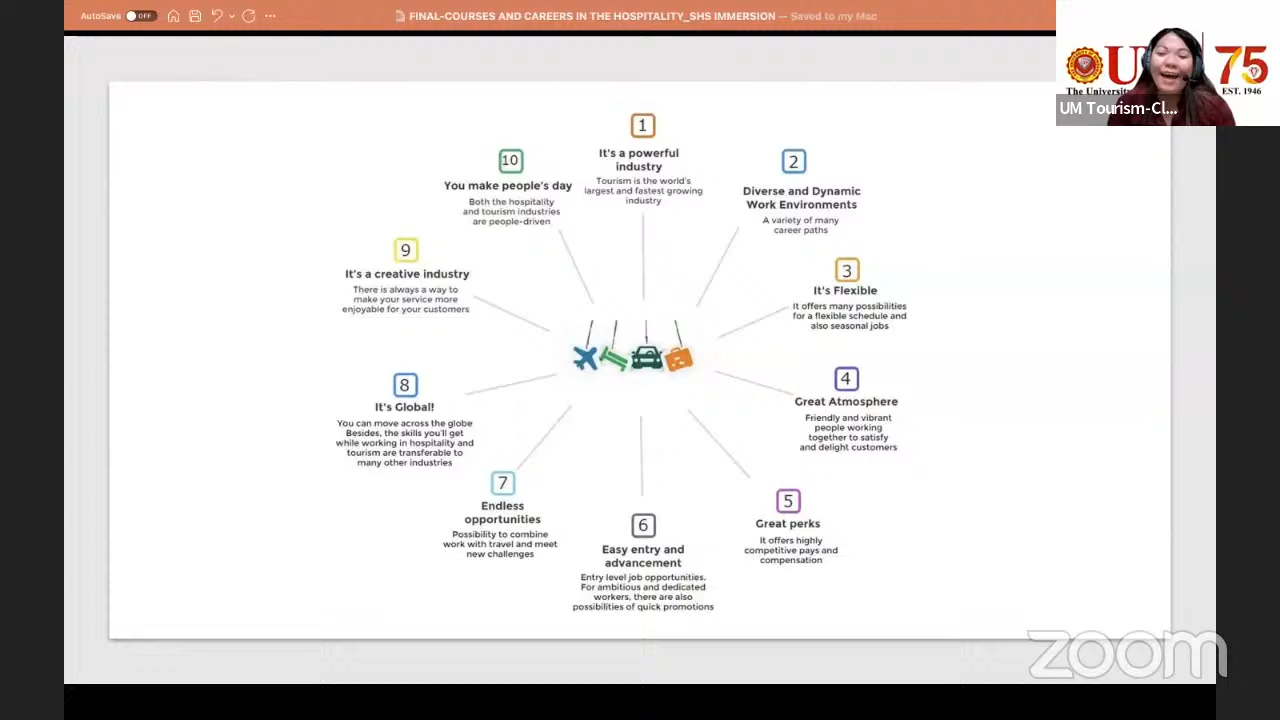 AutoSave OFF
FINAL-COURSES AND CAREERS IN THE HOSPITALITY_SHS IMMERSION — Saved to my Mac
U
75
The Universi
EST. 1946
UM Tourism-Cl...
1
It's a powerful
industry
Tourism is the world's
largest and fastest growing
industry
2
Diverse and Dynamic
Work Environments
A variety of many
career paths
3
It's Flexible
It offers many possibilities
for a flexible schedule and
also seasonal jobs
4
Great Atmosphere
Friendly and vibrant
people working
together to satisfy
and delight customers
5
Great perks
It offers highly
competitive pays and
compensation
6
Easy entry and
advancement
Entry level job opportunities.
For ambitious and dedicated
workers, there are also
possibilities of quick promotions
7
Endless
opportunities
Possibility to combine
work with travel and meet
new challenges
8
It's Global!
You can move across the globe
Besides, the skills you'll get
while working in hospitality and
tourism are transferable to
many other industries
9
It's a creative industry
There is always a way to
make your service more
enjoyable for your customers
10
You make people's day
Both the hospitality
and tourism industries
are people-driven
zoom